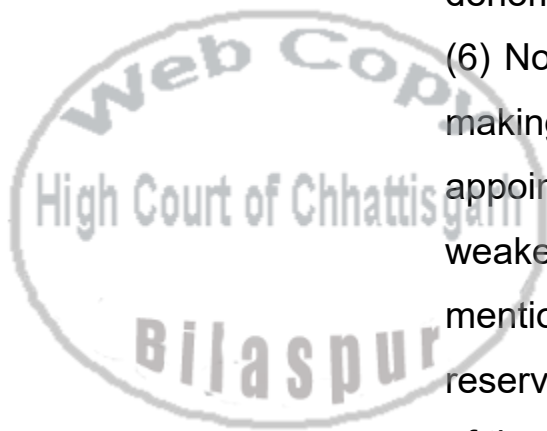 Web Copy
High Court of Chhattisgarh
Bilaspur
(6) No
making
appoin
weake
mentio
reserv